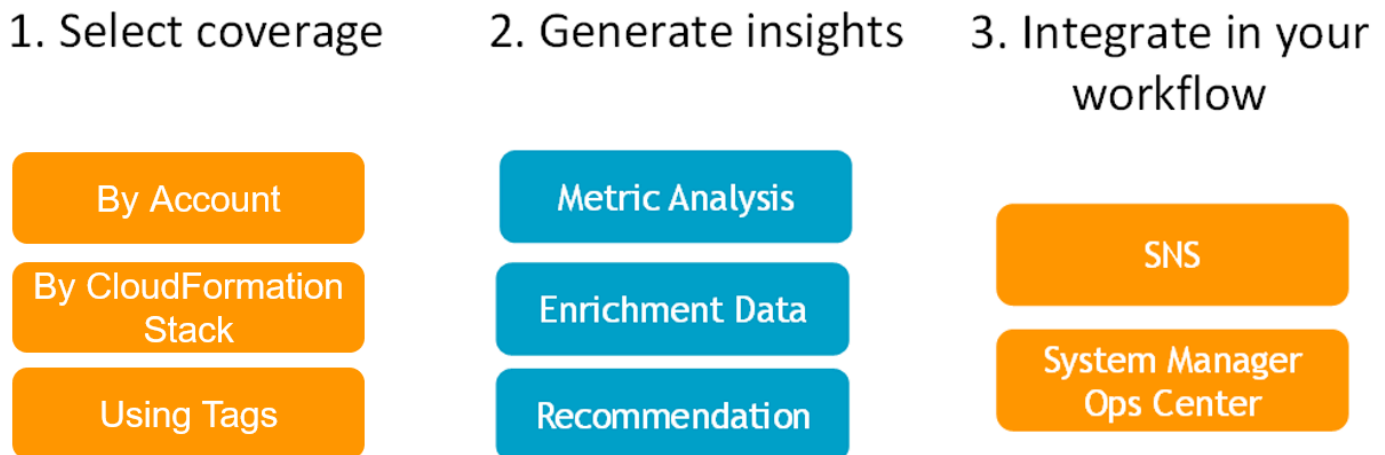 1. Select coverage
By Account
By CloudFormation
Stack
Using Tags
2. Generate insights
Metric Analysis
Enrichment Data
Recommendation
3. Integrate in your
workflow
SNS
System Manager
Ops Center